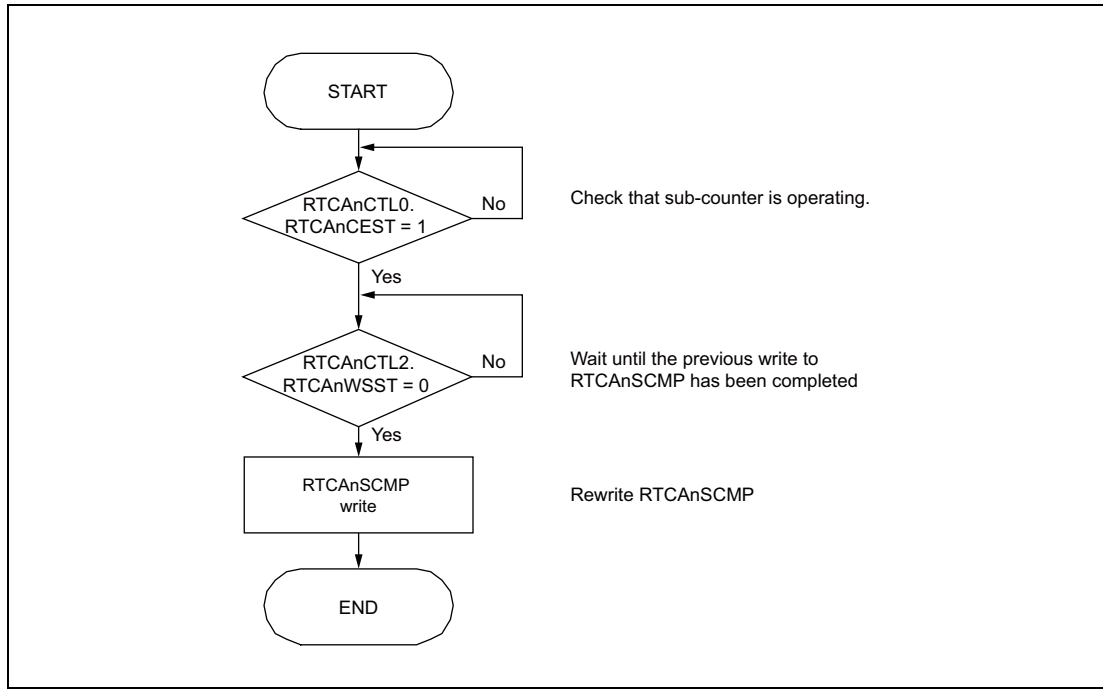 START
RTCAnCTL0.
RTCAnCEST = 1
No
Check that sub-counter is operating.
Yes
RTCAnCTL2.
RTCAnWSST = 0
No
Wait until the previous write to
RTCAnSCMP has been completed
Yes
RTCAnSCMP
write
Rewrite RTCAnSCMP
END